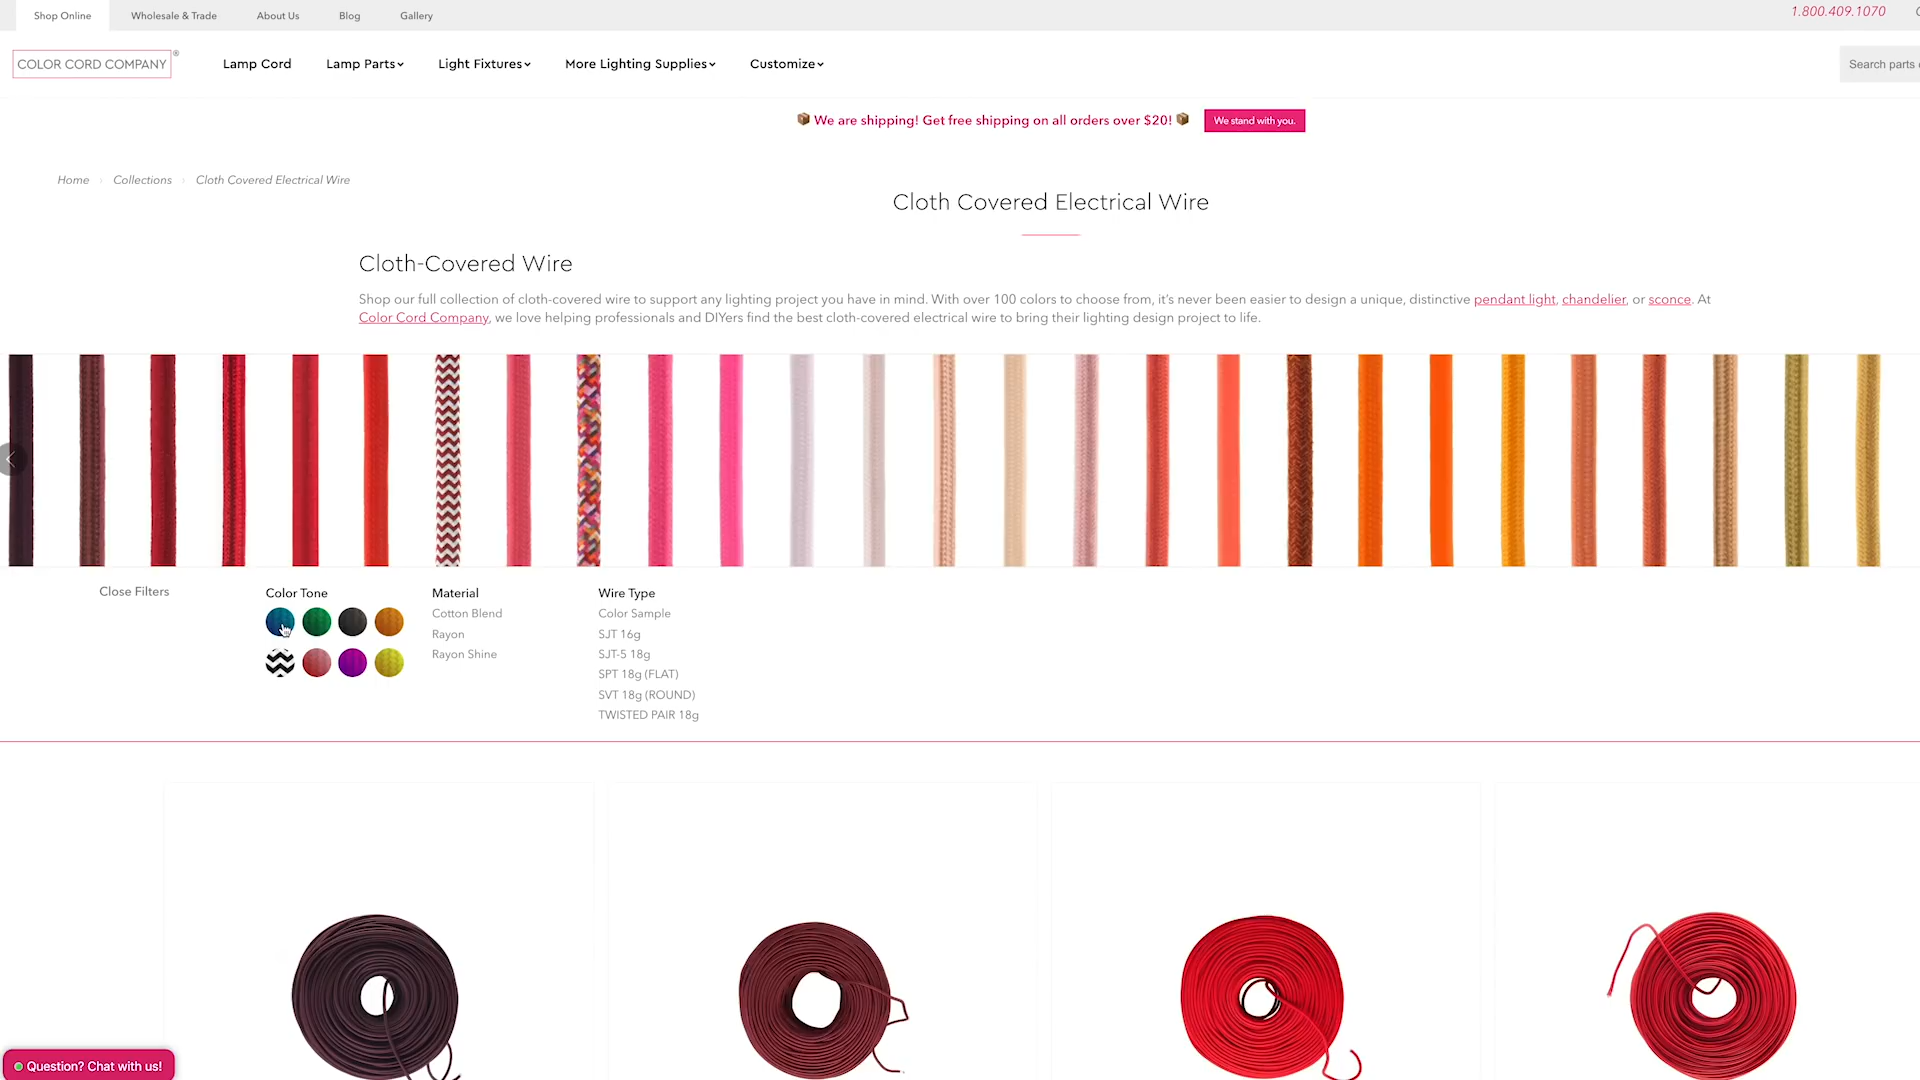 Shop Online
Wholesale & Trade
About Us
Blog
Gallery
1.800.409.1070
COLOR CORD COMPANY®
Lamp Cord
Lamp Parts
Light Fixtures
More Lighting Supplies
Customize
Search parts
📦 We are shipping! Get free shipping on all orders over $20! 📦
We stand with you.
Home › Collections › Cloth Covered Electrical Wire
Cloth Covered Electrical Wire
Cloth-Covered Wire
Shop our full collection of cloth-covered wire to support any lighting project you have in mind. With over 100 colors to choose from, it's never been easier to design a unique, distinctive pendant light, chandelier, or sconce. At
Color Cord Company, we love helping professionals and DIYers find the best cloth-covered electrical wire to bring their lighting design project to life.
Close Filters
Color Tone
Material
Cotton Blend
Rayon
Rayon Shine
Wire Type
Color Sample
SJT 16g
SJT-5 18g
SPT 18g (FLAT)
SVT 18g (ROUND)
TWISTED PAIR 18g
Question? Chat with us!